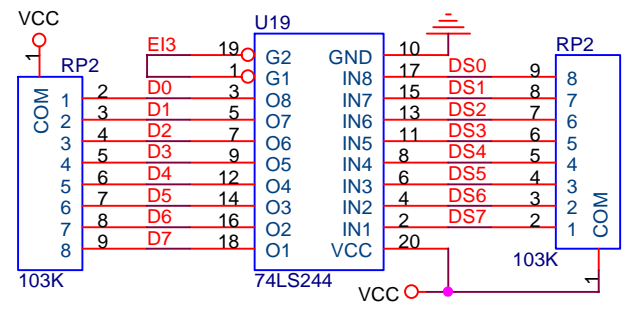 VCC
1
RP2
COM
1 2 D0
2 3 D1
3 4 D2
4 5 D3
5 6 D4
6 7 D5
7 8 D6
8 9 D7
103K
U19
EI3 19 G2 GND 10
1 G1 IN8 17 DS0
3 O8 IN7 15 DS1
5 O7 IN6 13 DS2
7 O6 IN5 11 DS3
9 O5 IN4 8 DS4
12 O4 IN3 6 DS5
14 O3 IN2 4 DS6
16 O2 IN1 2 DS7
18 O1 VCC 20
74LS244
VCC
RP2
9 8
8 7
7 6
6 5
5 4
4 3
3 2
2 1
COM
103K
1